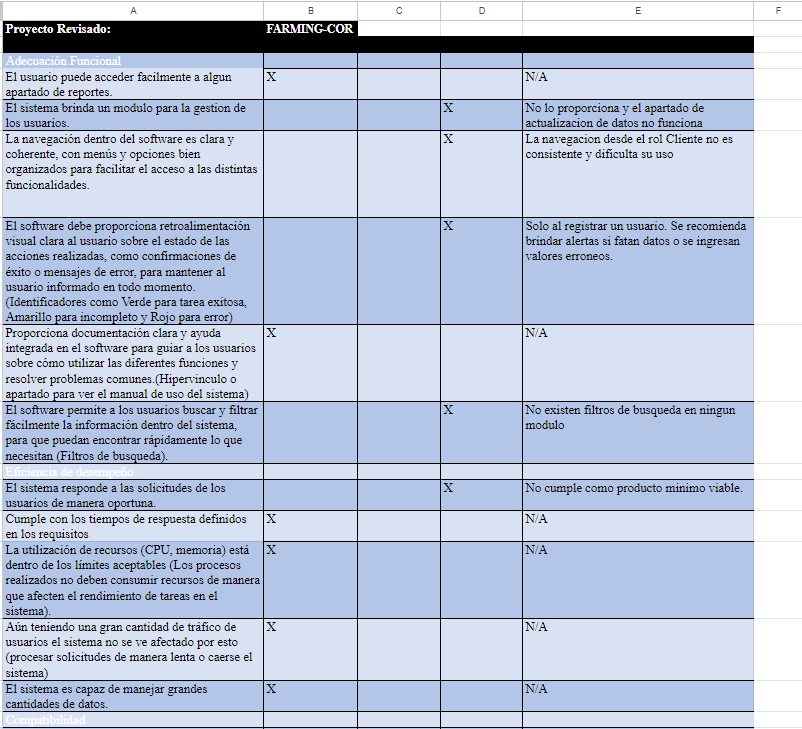 A B C D E F
Proyecto Revisado: FARMING-COR
Adecuación Funcional
El usuario puede acceder facilmente a algun X N/A
apartado de reportes.
El sistema brinda un modulo para la gestion de X No lo proporciona y el apartado de
los usuarios. actualizacion de datos no funciona
La navegación dentro del software es clara y X La navegacion desde el rol Cliente no es
coherente, con menús y opciones bien consistente y dificulta su uso
organizados para facilitar el acceso a las distintas
funcionalidades.
El software debe proporciona retroalimentación X Solo al registrar un usuario. Se recomienda
visual clara al usuario sobre el estado de las brindar alertas si fatan datos o se ingresan
acciones realizadas, como confirmaciones de valores erroneos.
éxito o mensajes de error, para mantener al
usuario informado en todo momento.
(Identificadores como Verde para tarea exitosa,
Amarillo para incompleto y Rojo para error)
Proporciona documentación clara y ayuda X N/A
integrada en el software para guiar a los usuarios
sobre cómo utilizar las diferentes funciones y
resolver problemas comunes.(Hipervinculo o
apartado para ver el manual de uso del sistema)
El software permite a los usuarios buscar y filtrar X No existen filtros de busqueda en ningun
fácilmente la información dentro del sistema, modulo
para que puedan encontrar rápidamente lo que
necesitan (Filtros de busqueda).
Eficiencia de desempeño
El sistema responde a las solicitudes de los X No cumple como producto minimo viable.
usuarios de manera oportuna.
Cumple con los tiempos de respuesta definidos X N/A
en los requisitos
La utilización de recursos (CPU, memoria) está X N/A
dentro de los límites aceptables (Los procesos
realizados no deben consumir recursos de manera
que afecten el rendimiento de tareas en el
sistema).
Aún teniendo una gran cantidad de tráfico de X N/A
usuarios el sistema no se ve afectado por esto
(procesar solicitudes de manera lenta o caerse el
sistema)
El sistema es capaz de manejar grandes X N/A
cantidades de datos.
Compatibilidad